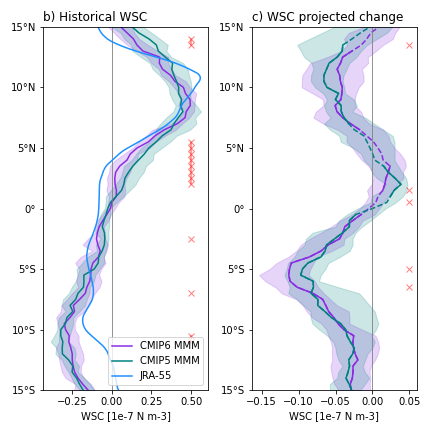 b) Historical WSC
c) WSC projected change
15°N
10°N
5°N
0°
5°S
10°S
15°S
−0.25
0.00
0.25
0.50
WSC [1e-7 N m-3]
CMIP6 MMM
CMIP5 MMM
JRA-55
15°N
10°N
5°N
0°
5°S
10°S
15°S
−0.15
−0.10
−0.05
0.00
0.05
WSC [1e-7 N m-3]